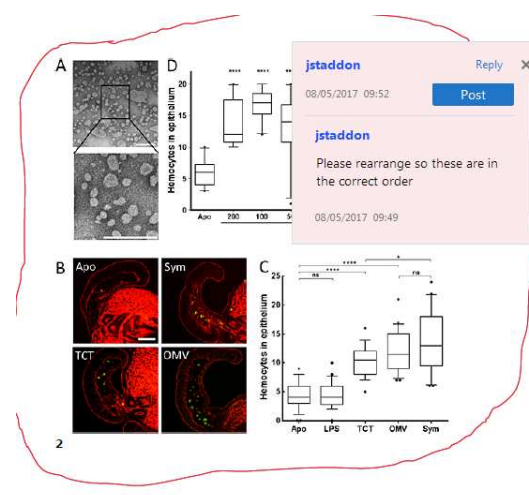 A
D
Hemocytes in epithelium
20
15
10
5
0
****
****
Apo
200
100
jstaddon
Reply
×
08/05/2017 09:52
Post
jstaddon
Please rearrange so these are in
the correct order
08/05/2017 09:49
B
Apo
Sym
TCT
OMV
C
Hemocytes in epithelium
25
20
15
10
5
0
*
****
****
ns
ns
Apo
LPS
TCT
OMV
Sym
2